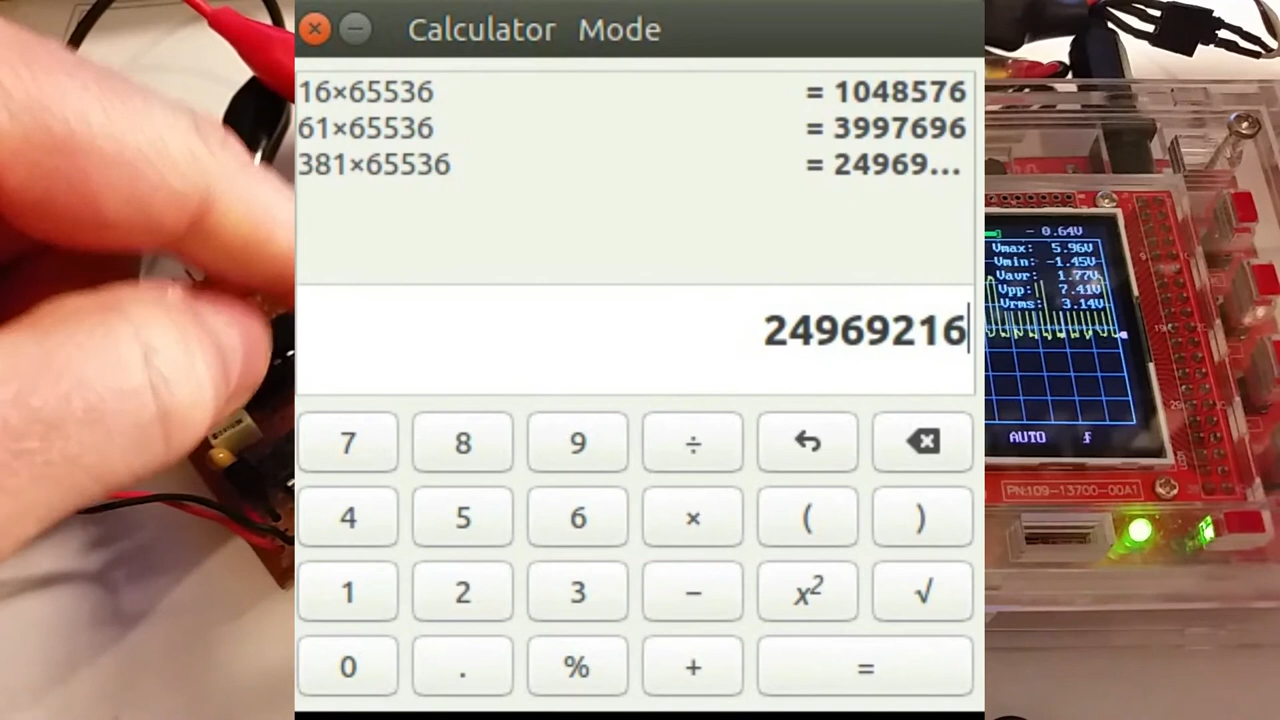 Calculator Mode
16×65536 = 1048576
61×65536 = 3997696
381×65536 = 24969...
24969216
7 8 9 ÷
4 5 6 × ( )
1 2 3 − x² √
0 . % + =
- 0.64V
Vmax: 5.96V
Vmin: -1.45V
Vavr: 1.77V
Vpp: 7.41V
Vrms: 3.14V
AUTO
PN:109-13700-00A1